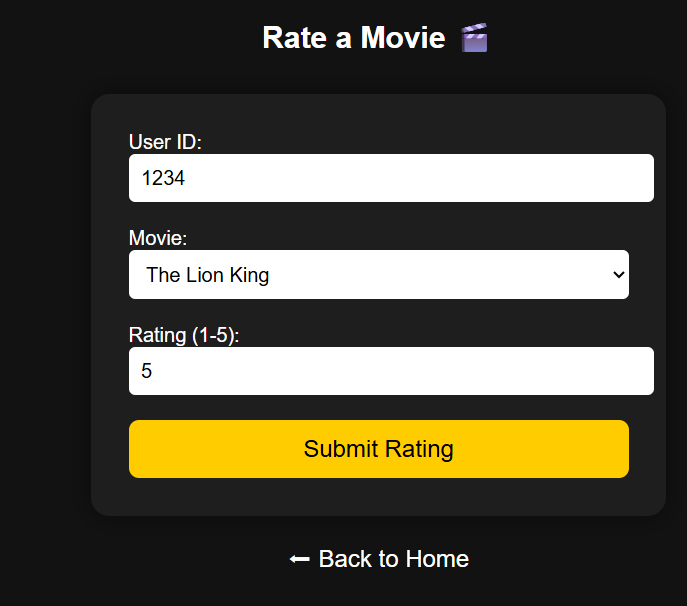 Rate a Movie 🎬
User ID:
1234
Movie:
The Lion King
Rating (1-5):
5
Submit Rating
⬅ Back to Home